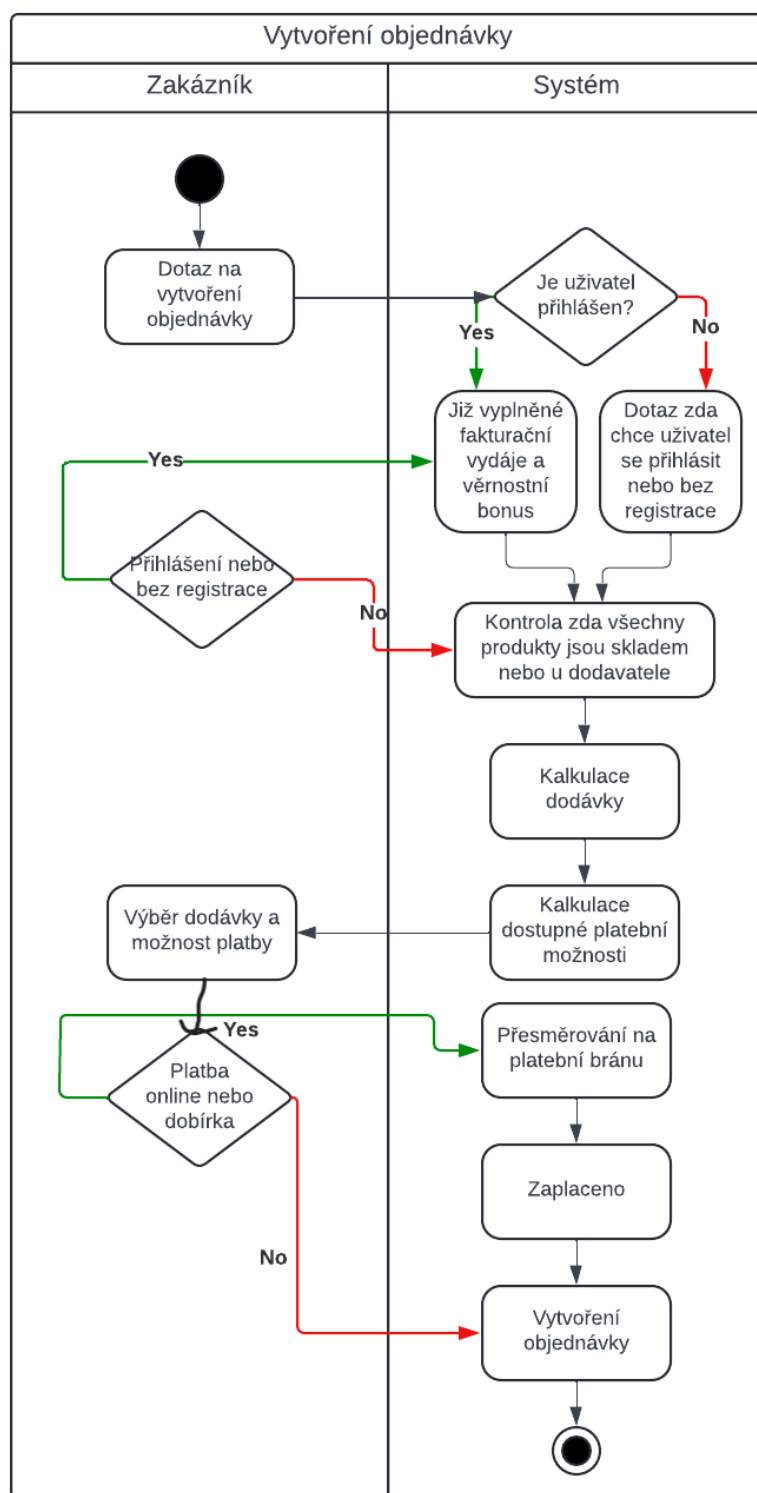 Vytvoření objednávky
Zakázník
Systém
Dotaz na
vytvoření
objednávky
Je uživatel
přihlášen?
Yes
No
Již vyplněné
fakturační
vydáje a
věrnostní
bonus
Dotaz zda
chce uživatel
se přihlásit
nebo bez
registrace
Yes
Přihlášení nebo
bez registrace
No
Kontrola zda všechny
produkty jsou skladem
nebo u dodavatele
Kalkulace
dodávky
Výběr dodávky a
možnost platby
Kalkulace
dostupné platební
možnosti
Yes
Přesměrování na
platební bránu
Platba
online nebo
dobírka
Zaplaceno
No
Vytvoření
objednávky